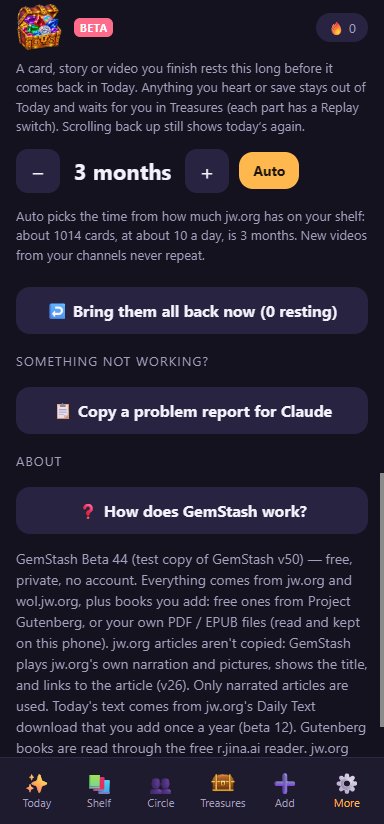 BETA
0
A card, story or video you finish rests this long before it
comes back in Today. Anything you heart or save stays out of
Today and waits for you in Treasures (each part has a Replay
switch). Scrolling back up still shows today's again.
– 3 months + Auto
Auto picks the time from how much jw.org has on your shelf:
about 1014 cards, at about 10 a day, is 3 months. New videos
from your channels never repeat.
Bring them all back now (0 resting)
SOMETHING NOT WORKING?
Copy a problem report for Claude
ABOUT
How does GemStash work?
GemStash Beta 44 (test copy of GemStash v50) — free,
private, no account. Everything comes from jw.org and
wol.jw.org, plus books you add: free ones from Project
Gutenberg, or your own PDF / EPUB files (read and kept
on this phone). jw.org articles aren't copied: GemStash
plays jw.org's own narration and pictures, shows the title,
and links to the article (v26). Only narrated articles are
used. Today's text comes from jw.org's Daily Text
download that you add once a year (beta 12). Gutenberg
books are read through the free r.jina.ai reader. jw.org
Today Shelf Circle Treasures Add More